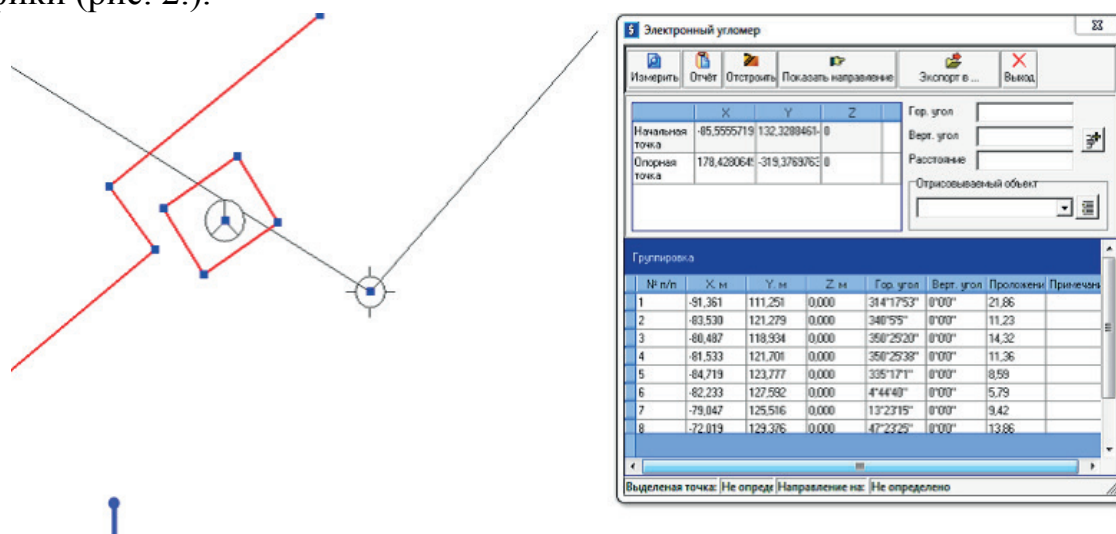 рики (рис. 2.).
Электронный угломер
Измерить Отчёт Отстроить Показать направление Экспорт в ... Выход
X Y Z
Начальная точка -85,5555719 132,3288461- 0
Опорная точка 178,4280645 -319,3769763 0
Гор. угол
Верт. угол
Расстояние
Отрисовываемый объект
Группировка
№ п/п X, м Y, м Z, м Гор. угол Верт. угол Проложени Примечани
1 -91,361 111,251 0,000 314°17'53" 0°0'0" 21,86
2 -83,530 121,279 0,000 340°5'5" 0°0'0" 11,23
3 -80,487 118,934 0,000 350°25'20" 0°0'0" 14,32
4 -81,533 121,701 0,000 350°25'38" 0°0'0" 11,36
5 -84,719 123,777 0,000 335°17'1" 0°0'0" 8,59
6 -82,233 127,592 0,000 4°44'40" 0°0'0" 5,79
7 -79,047 125,516 0,000 13°23'15" 0°0'0" 9,42
8 -72,019 129,376 0,000 47°23'25" 0°0'0" 13,86
Выделеная точка: Не опреде Направление на: Не определено